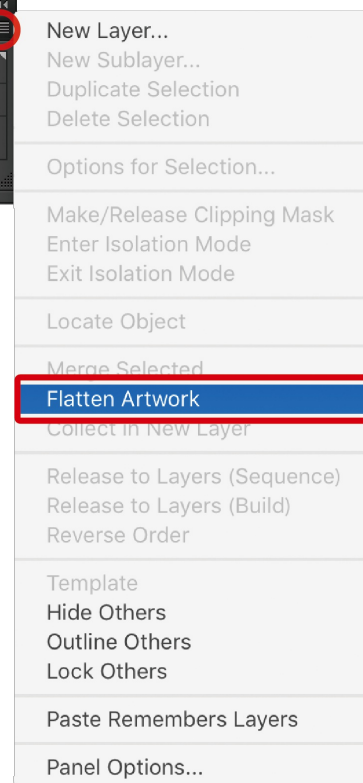 New Layer...
New Sublayer...
Duplicate Selection
Delete Selection
Options for Selection...
Make/Release Clipping Mask
Enter Isolation Mode
Exit Isolation Mode
Locate Object
Merge Selected
Flatten Artwork
Collect in New Layer
Release to Layers (Sequence)
Release to Layers (Build)
Reverse Order
Template
Hide Others
Outline Others
Lock Others
Paste Remembers Layers
Panel Options...